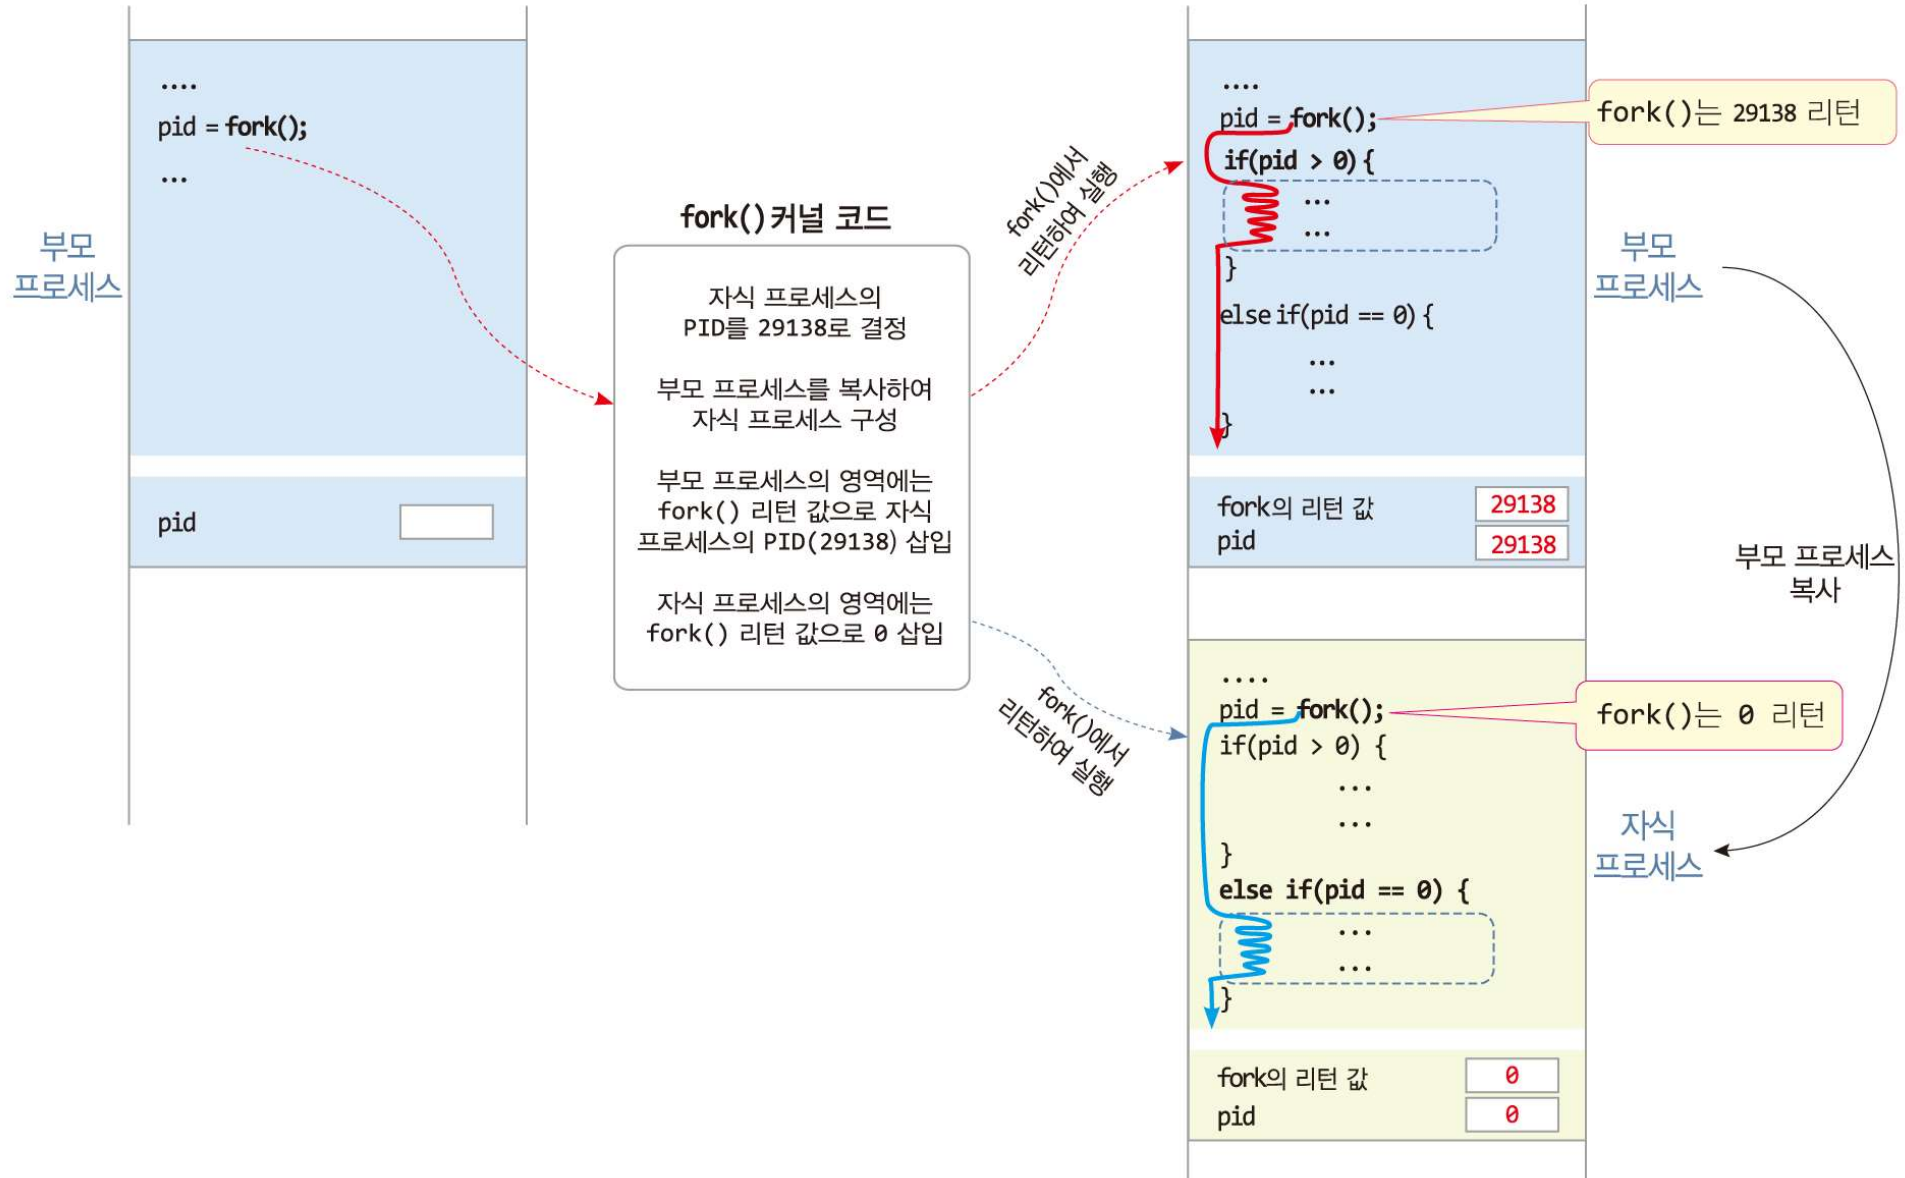 ....
pid = fork();
...
부모
프로세스
pid
fork()커널 코드
자식 프로세스의
PID를 29138로 결정
부모 프로세스를 복사하여
자식 프로세스 구성
부모 프로세스의 영역에는
fork() 리턴 값으로 자식
프로세스의 PID(29138) 삽입
자식 프로세스의 영역에는
fork() 리턴 값으로 0 삽입
fork()에서
리턴하여 실행
fork()에서
리턴하여 실행
....
pid = fork();
if(pid > 0) {
...
...
}
else if(pid == 0) {
...
...
}
fork의 리턴 값 29138
pid 29138
fork()는 29138 리턴
부모
프로세스
부모 프로세스
복사
....
pid = fork();
if(pid > 0) {
...
...
}
else if(pid == 0) {
...
...
}
fork의 리턴 값 0
pid 0
fork()는 0 리턴
자식
프로세스